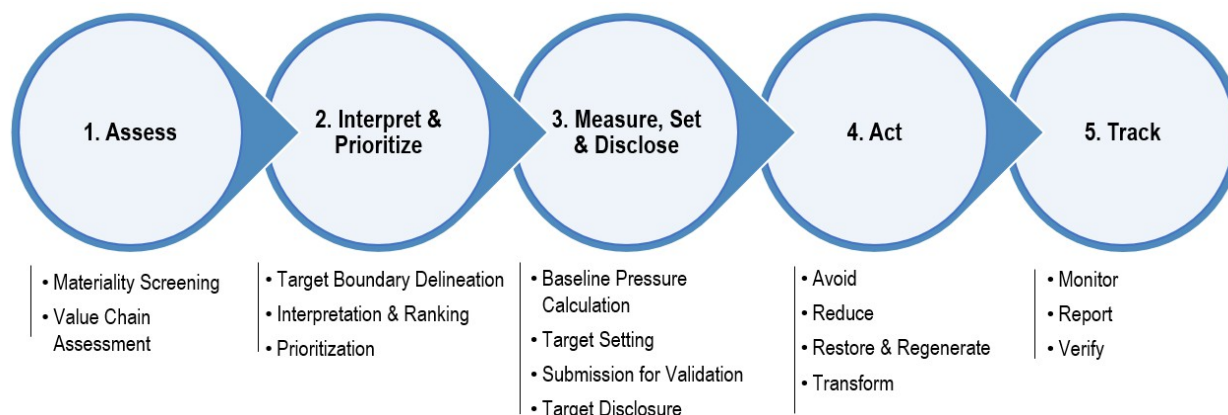 1. Assess
2. Interpret &
Prioritize
3. Measure, Set
& Disclose
4. Act
5. Track
• Materiality Screening
• Value Chain
Assessment
• Target Boundary Delineation
• Interpretation & Ranking
• Prioritization
• Baseline Pressure
Calculation
• Target Setting
• Submission for Validation
• Target Disclosure
• Avoid
• Reduce
• Restore & Regenerate
• Transform
• Monitor
• Report
• Verify